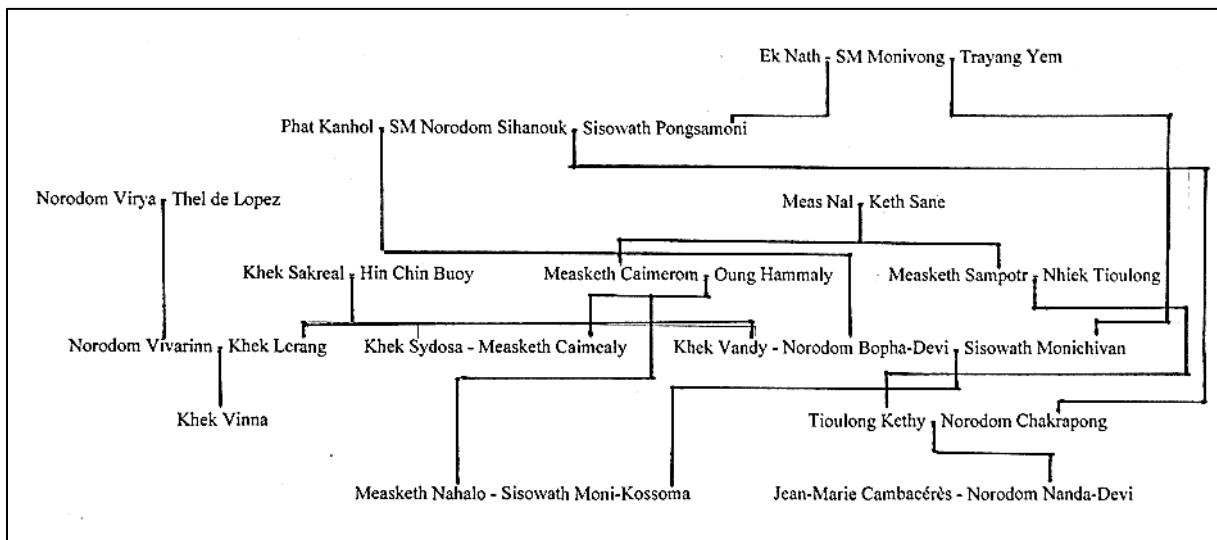 Ek Nath - SM Monivong - Trayang Yem
Phat Kanhol - SM Norodom Sihanouk - Sisowath Pongsamoni
Norodom Virya - Thel de Lopez
Meas Nal - Keth Sane
Khek Sakreal - Hin Chin Buoy
Measketh Caimerom - Oung Hammaly
Measketh Sampotr - Nhiek Tioulong
Norodom Vivarinn - Khek Lerang
Khek Sydosa - Measketh Caimealy
Khek Vandy - Norodom Bopha-Devi - Sisowath Monichivan
Khek Vinna
Tioulong Kethy - Norodom Chakrapong
Measketh Nahalo - Sisowath Moni-Kossoma
Jean-Marie Cambacérès - Norodom Nanda-Devi